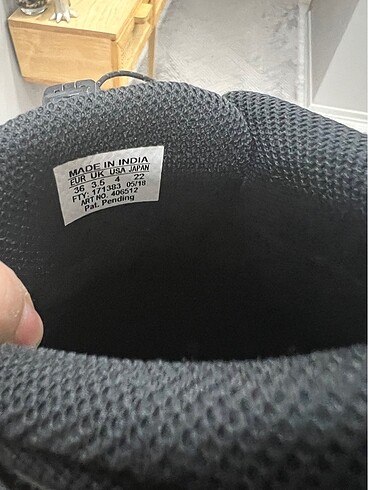 MADE IN INDIA
EUR UK USA JAPAN
36 3.5 4 22
FTY: 171383 05/18
ART NO. 406512
Pat. Pending